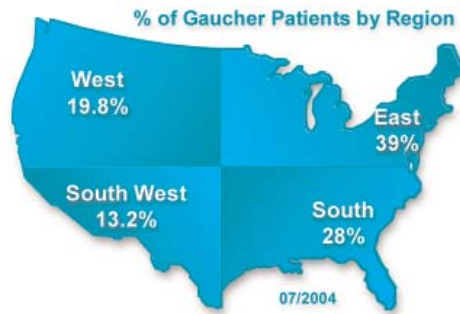 % of Gaucher Patients by Region
West
19.8%
East
39%
South West
13.2%
South
28%
07/2004